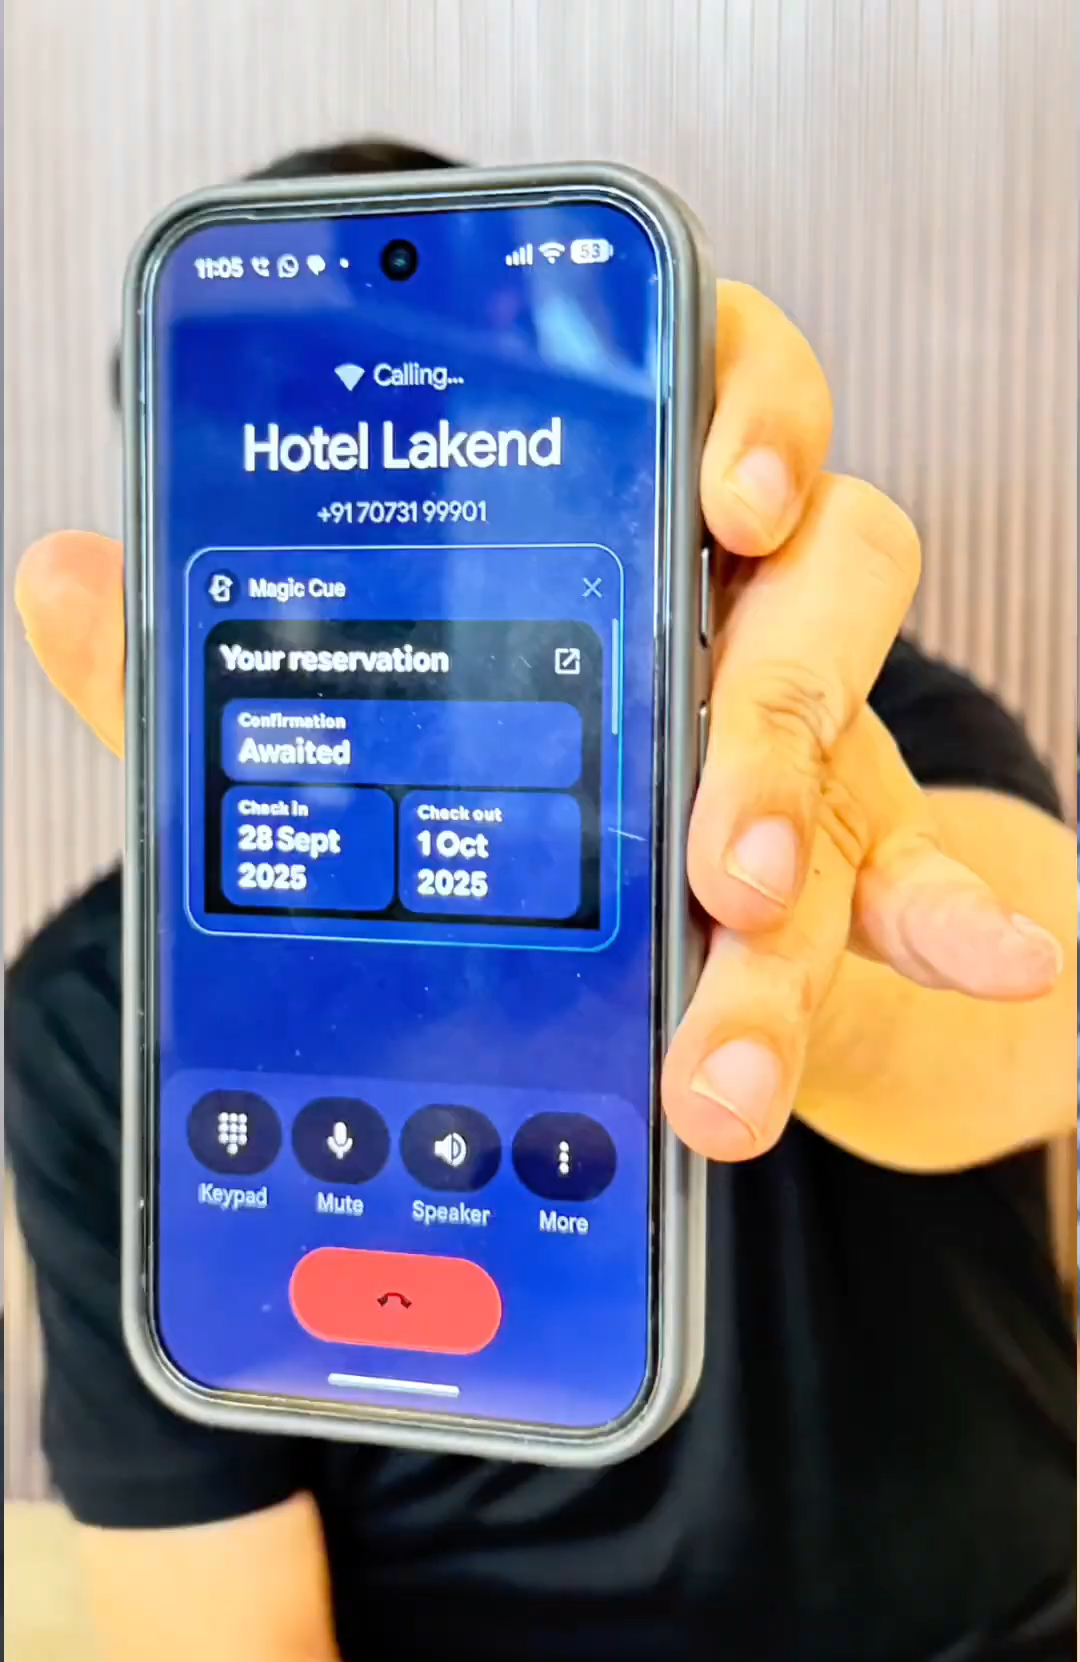 11:05
53
Calling...
Hotel Lakend
+91 70731 99901
Magic Cue
Your reservation
Confirmation
Awaited
Check in
28 Sept
2025
Check out
1 Oct
2025
Keypad
Mute
Speaker
More